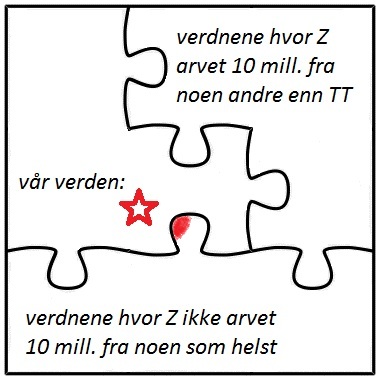 verdnene hvor Z
arvet 10 mill. fra
noen andre enn TT
vår verden:
verdnene hvor Z ikke arvet
10 mill. fra noen som helst